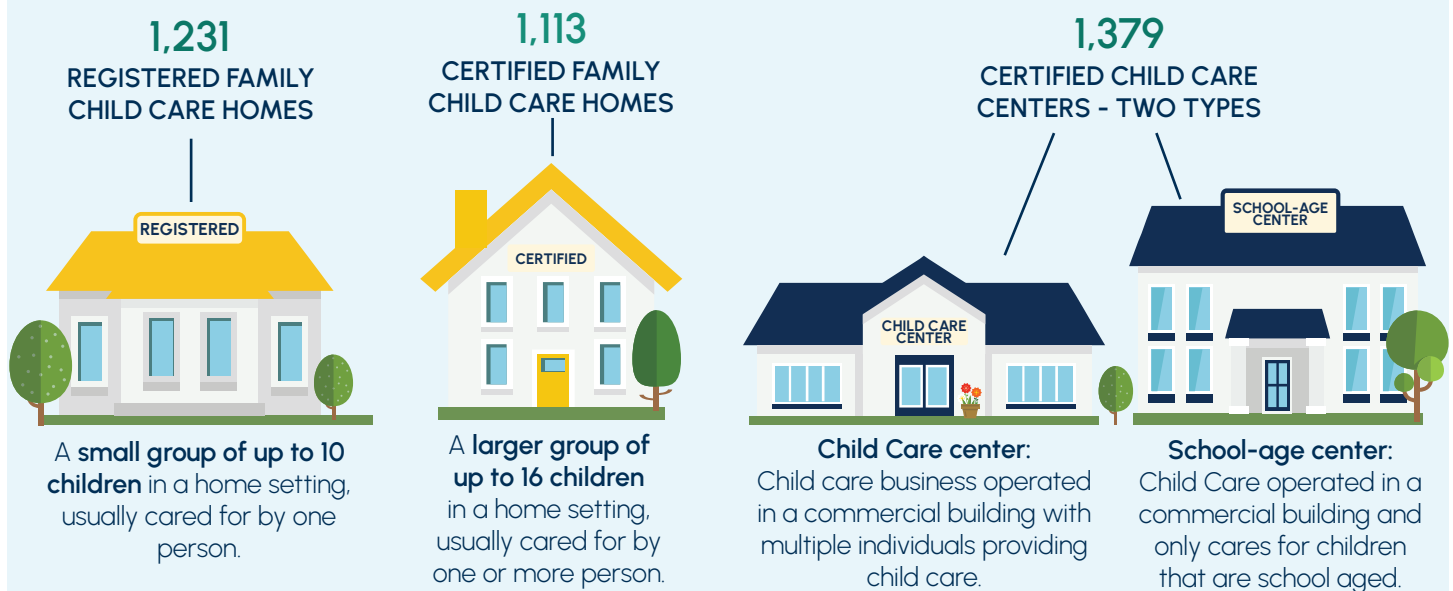 1,231
REGISTERED FAMILY
CHILD CARE HOMES
REGISTERED
A small group of up to 10
children in a home setting,
usually cared for by one
person.
1,113
CERTIFIED FAMILY
CHILD CARE HOMES
CERTIFIED
A larger group of
up to 16 children
in a home setting,
usually cared for by
one or more person.
1,379
CERTIFIED CHILD CARE
CENTERS - TWO TYPES
CHILD CARE
CENTER
Child Care center:
Child care business operated
in a commercial building with
multiple individuals providing
child care.
SCHOOL-AGE
CENTER
School-age center:
Child Care operated in a
commercial building and
only cares for children
that are school aged.